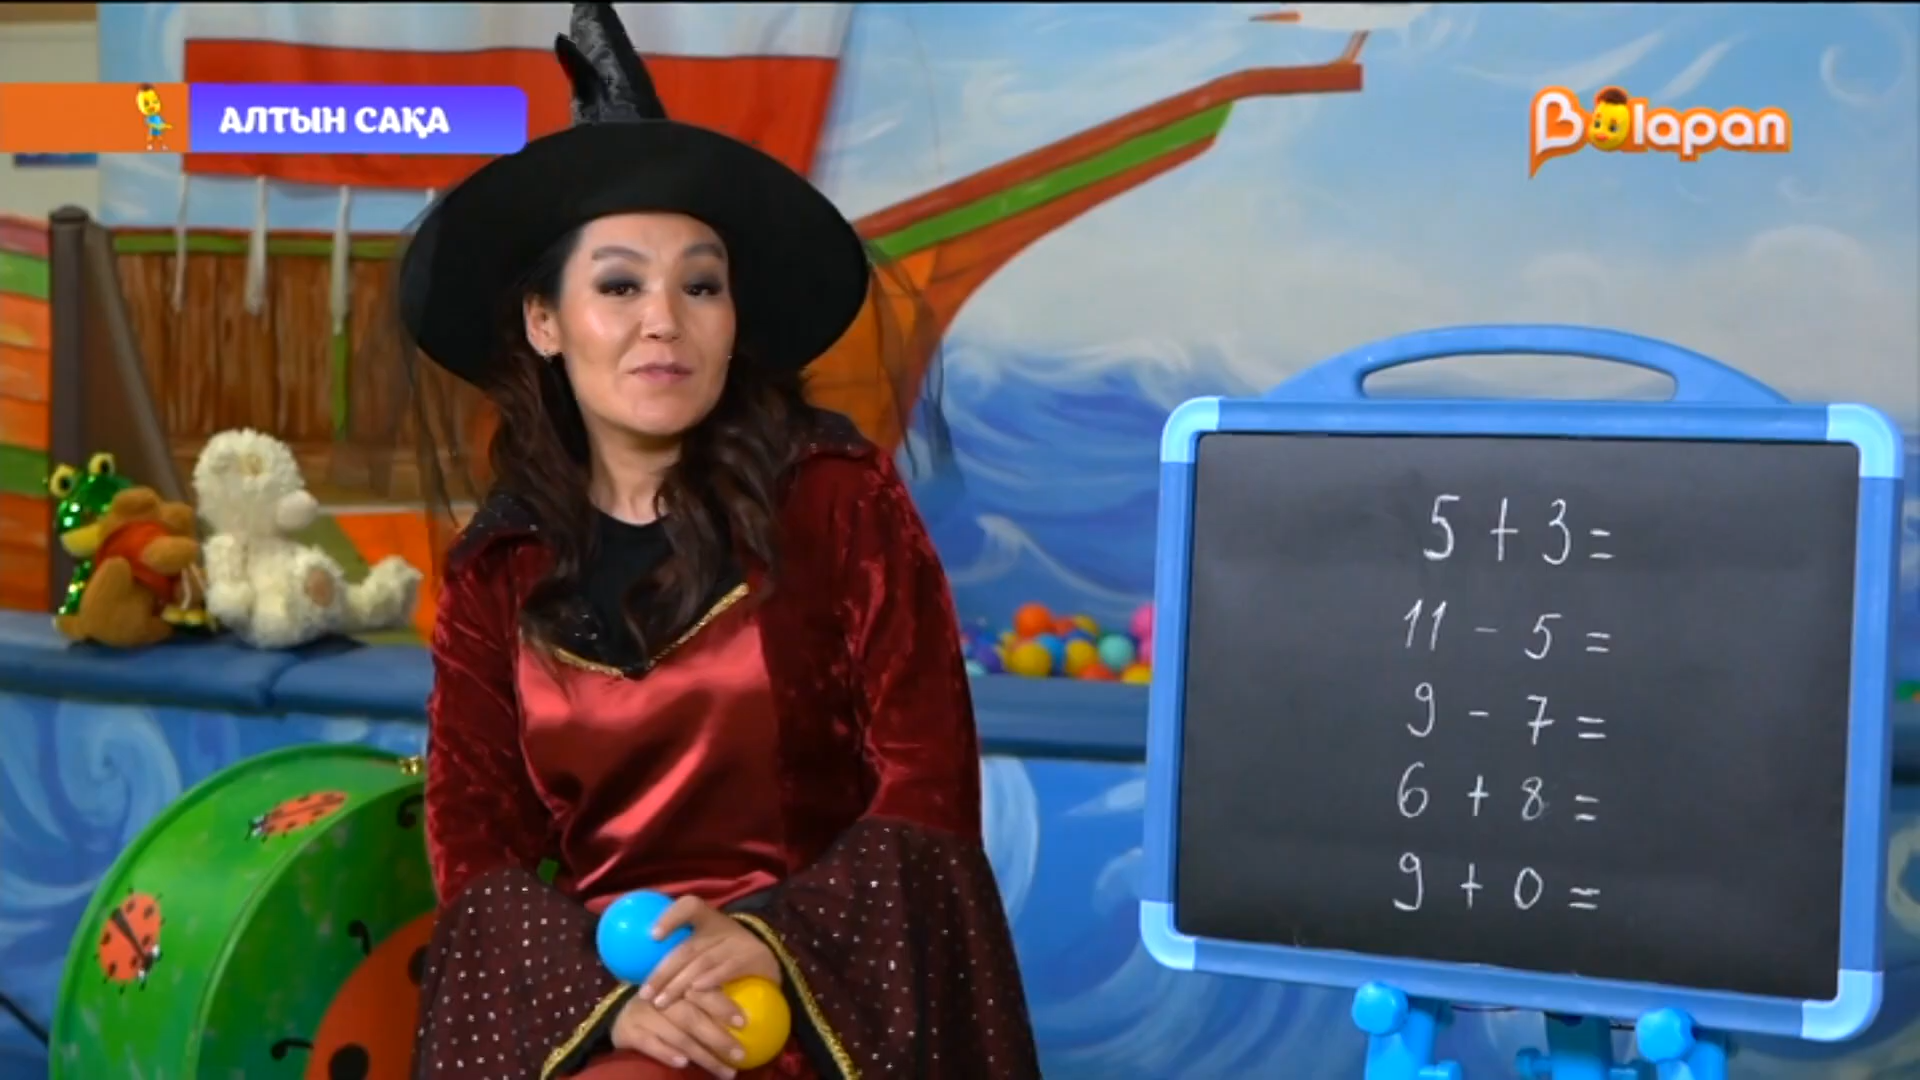 АЛТЫН САҚА
Bolapan
5 + 3 =
11 - 5 =
9 - 7 =
6 + 8 =
9 + 0 =